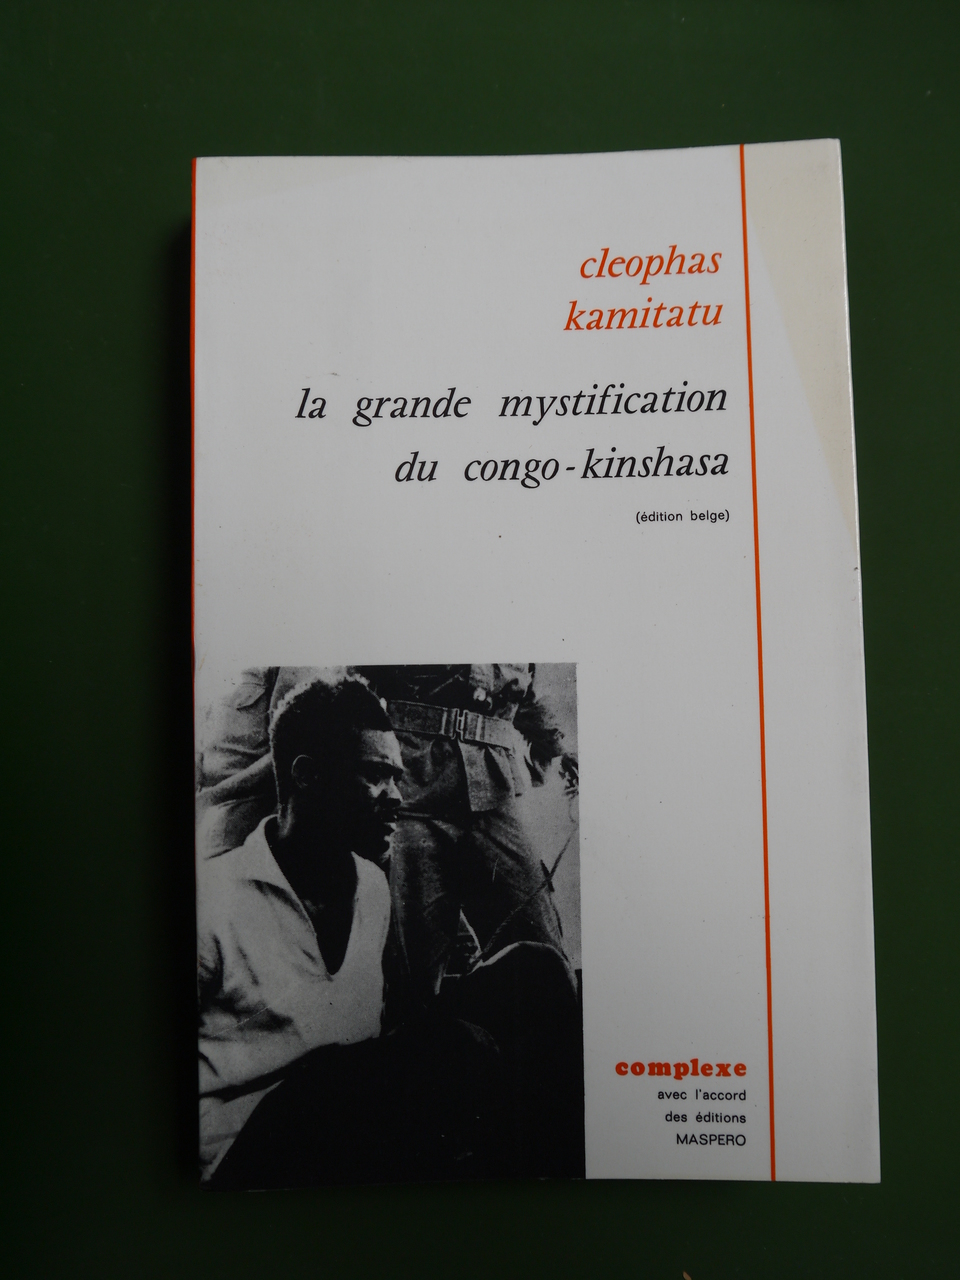 cleophas
kamitatu
la grande mystification
du congo-kinshasa
(édition belge)
complexe
avec l'accord
des éditions
MASPERO